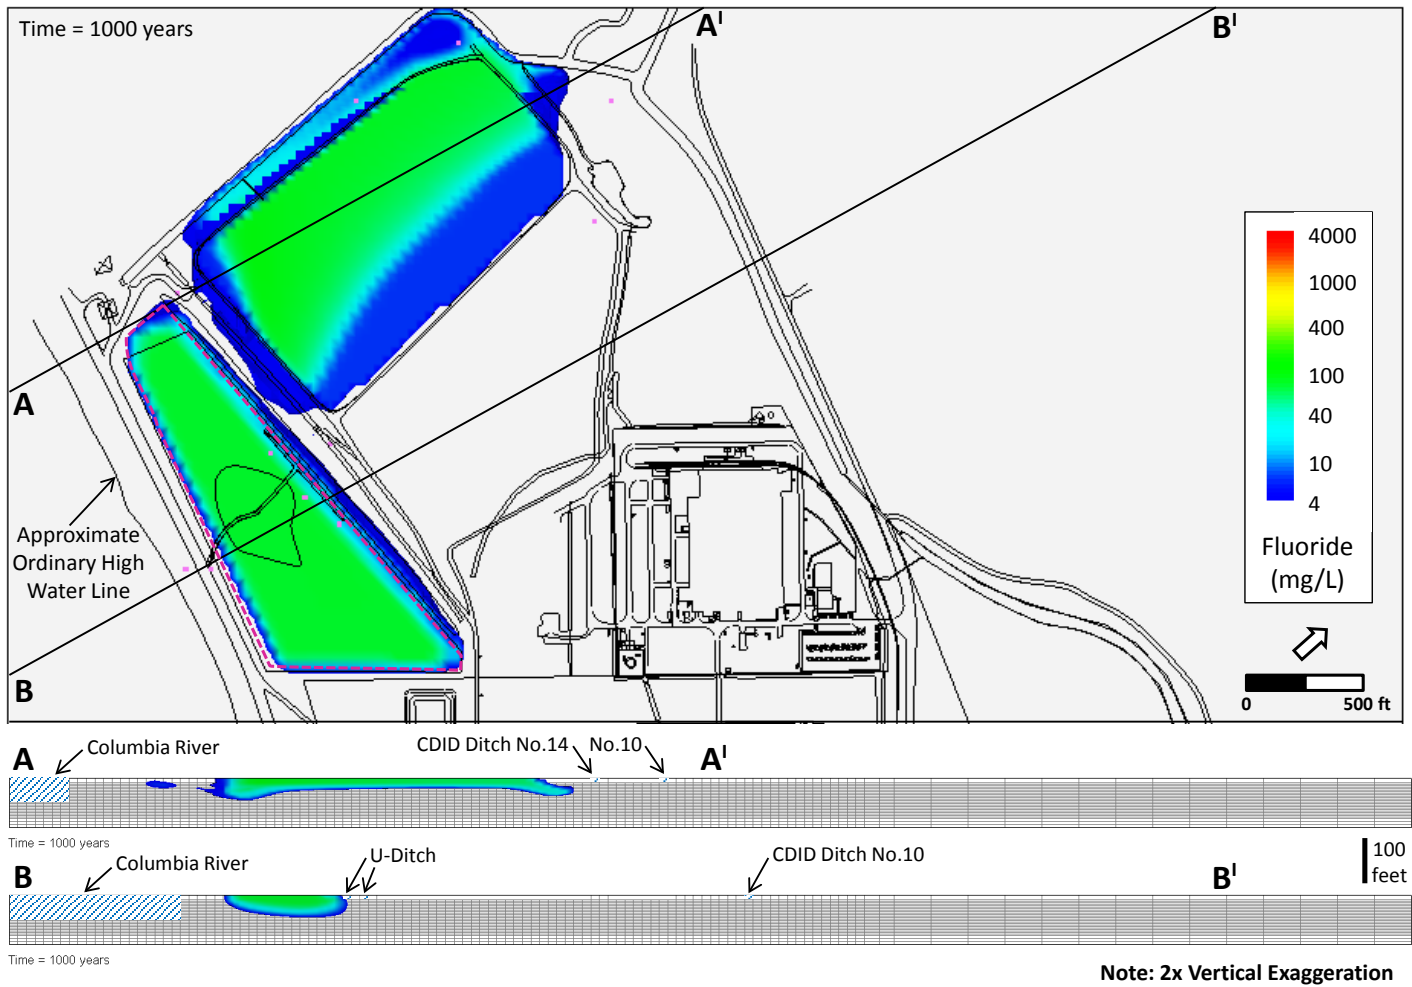 Time = 1000 years
A'
B'
A
B
Approximate
Ordinary High
Water Line
4000
1000
400
100
40
10
4
Fluoride
(mg/L)
0 500 ft
A Columbia River CDID Ditch No.14 No.10 A'
Time = 1000 years
B Columbia River U-Ditch CDID Ditch No.10 B'
100
feet
Time = 1000 years
Note: 2x Vertical Exaggeration